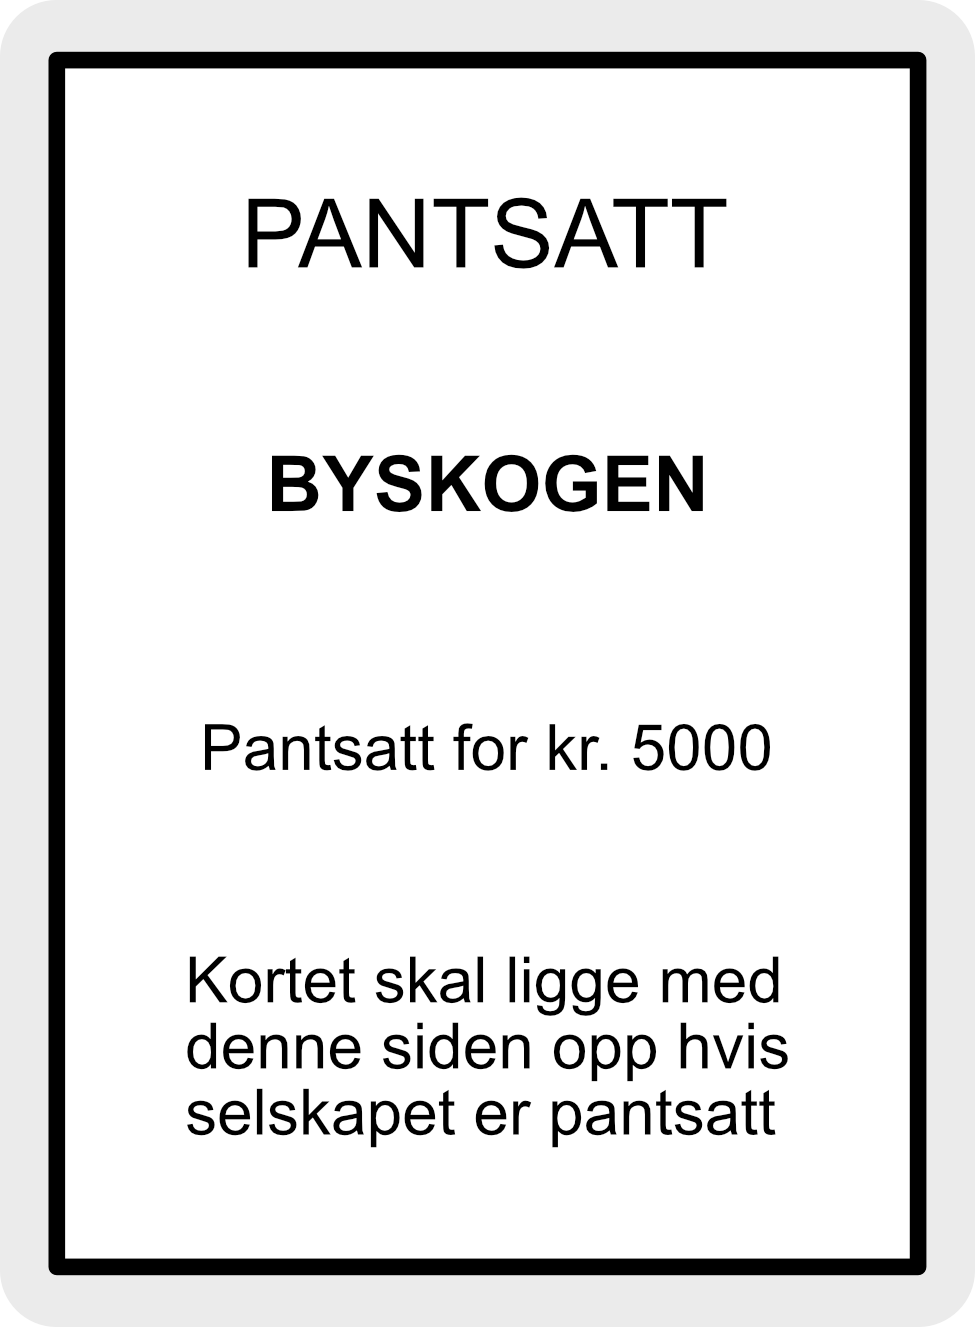 PANTSATT
BYSKOGEN
Pantsatt for kr. 5000
Kortet skal ligge med
denne siden opp hvis
selskapet er pantsatt